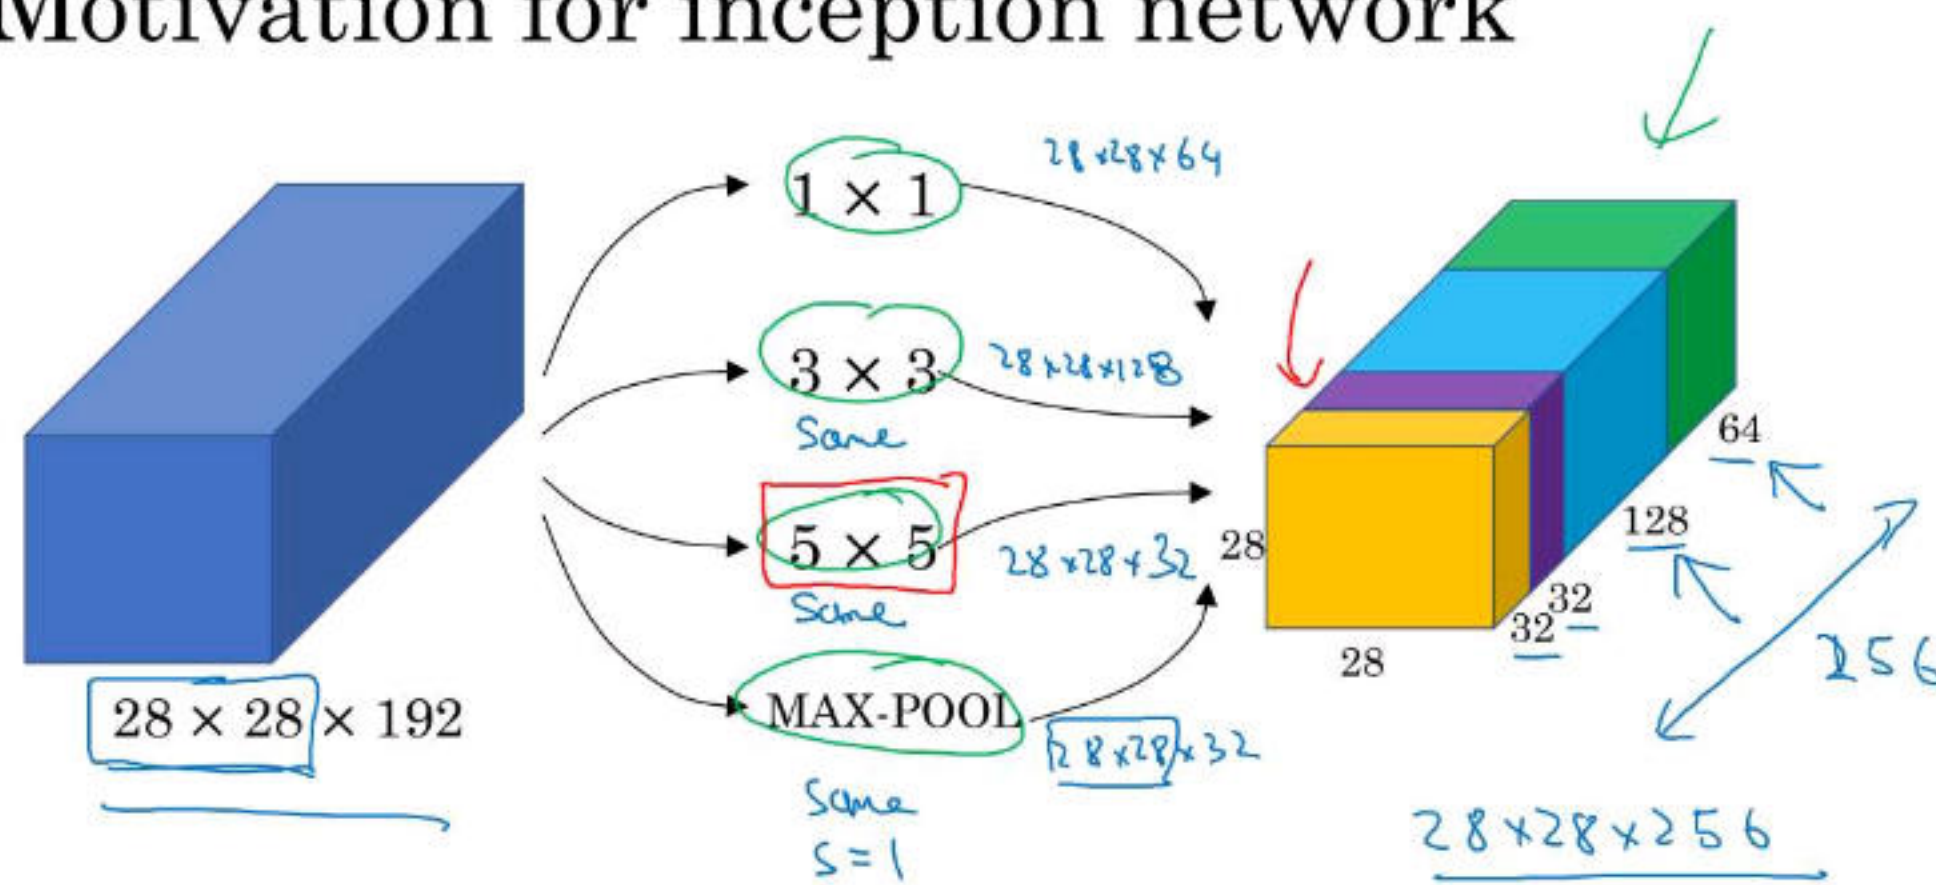 Motivation for inception network
28 × 28 × 192
1 × 1
28×28×64
3 × 3
28×28×128
Same
5 × 5
28×28×32
Same
MAX-POOL
28×28×32
Same
s=1
28
28
32
32
128
64
256
28×28×256